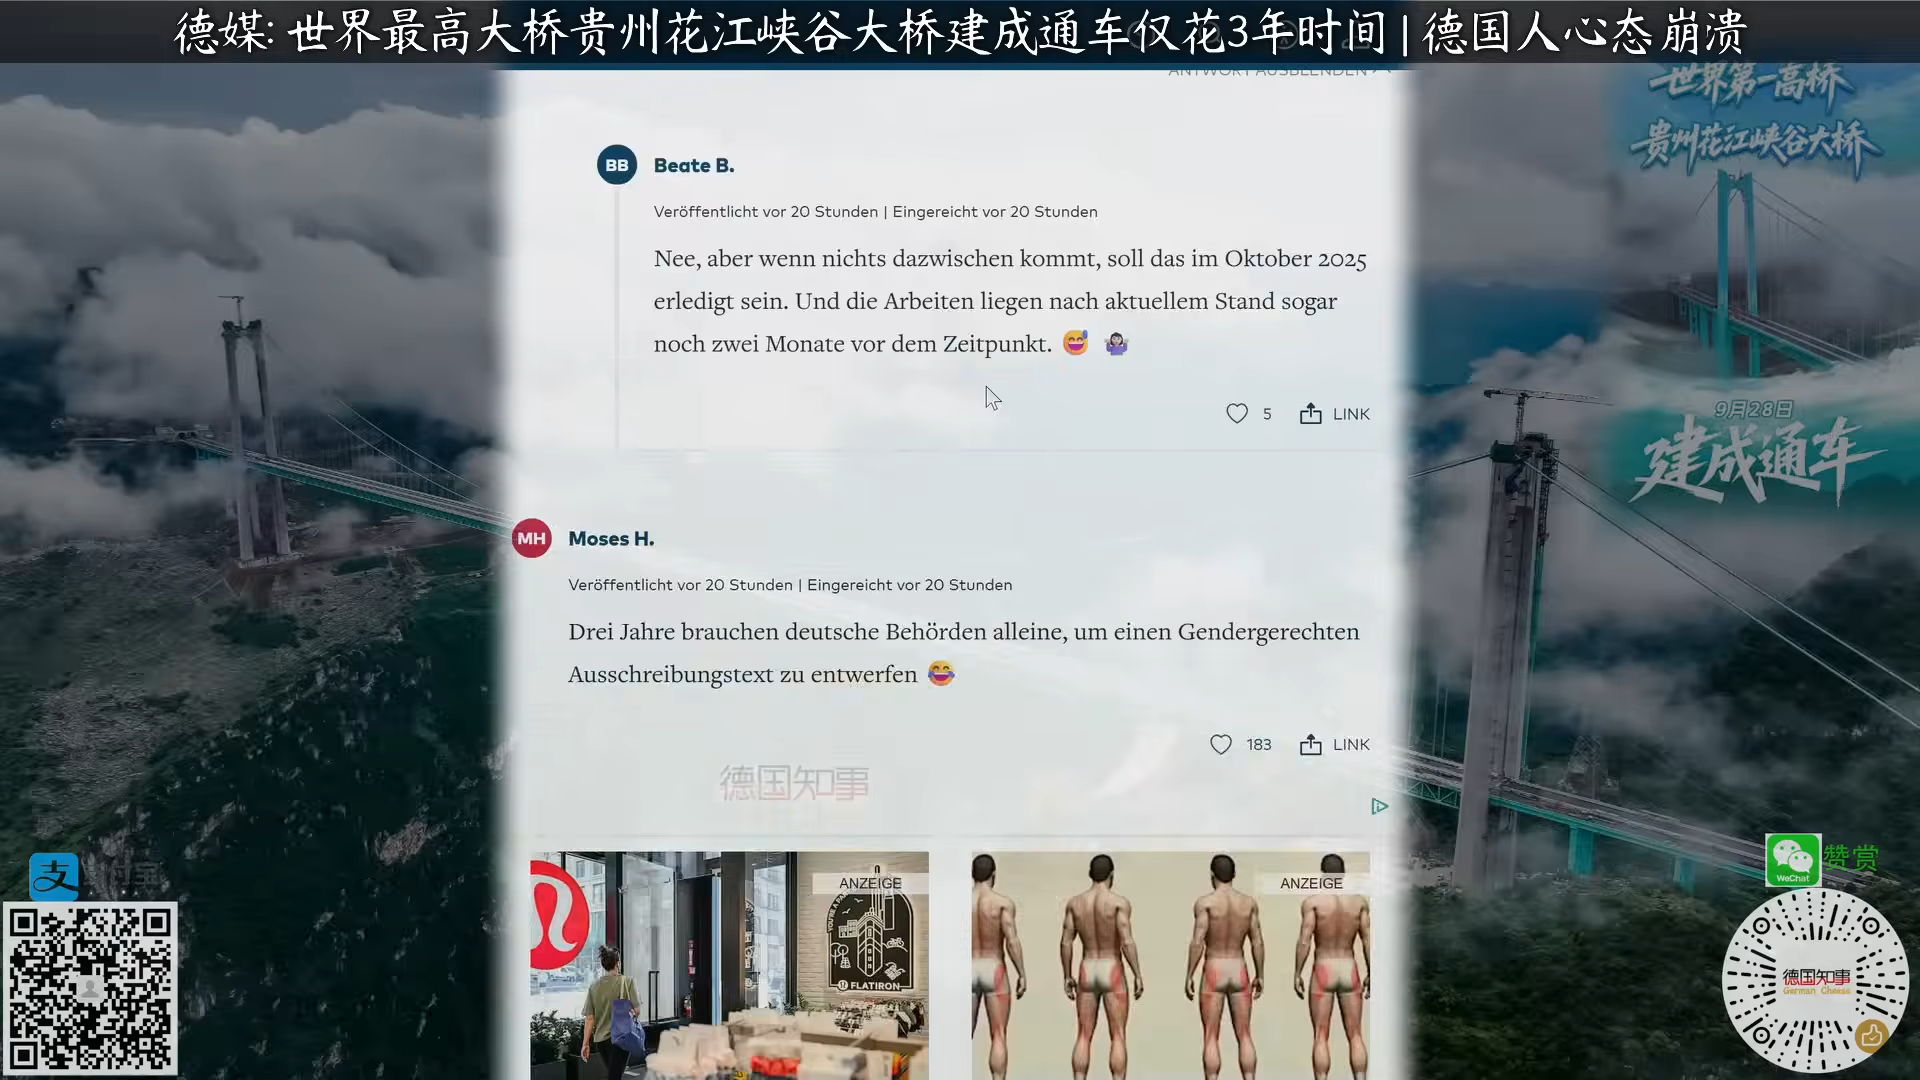 德媒: 世界最高大桥贵州花江峡谷大桥建成通车仅花3年时间 | 德国人心态崩溃
ANTWORT AUSBLENDEN
世界第一高桥
贵州花江峡谷大桥
9月28日
建成通车
BB
Beate B.
Veröffentlicht vor 20 Stunden | Eingereicht vor 20 Stunden
Nee, aber wenn nichts dazwischen kommt, soll das im Oktober 2025
erledigt sein. Und die Arbeiten liegen nach aktuellem Stand sogar
noch zwei Monate vor dem Zeitpunkt. 😅 🤷🏻‍♀️
5 LINK
MH
Moses H.
Veröffentlicht vor 20 Stunden | Eingereicht vor 20 Stunden
Drei Jahre brauchen deutsche Behörden alleine, um einen Gendergerechten
Ausschreibungstext zu entwerfen 😂
183 LINK
德国知事
ANZEIGE
FLATIRON
ANZEIGE
支
WeChat
赞赏
德国知事
German Cheese